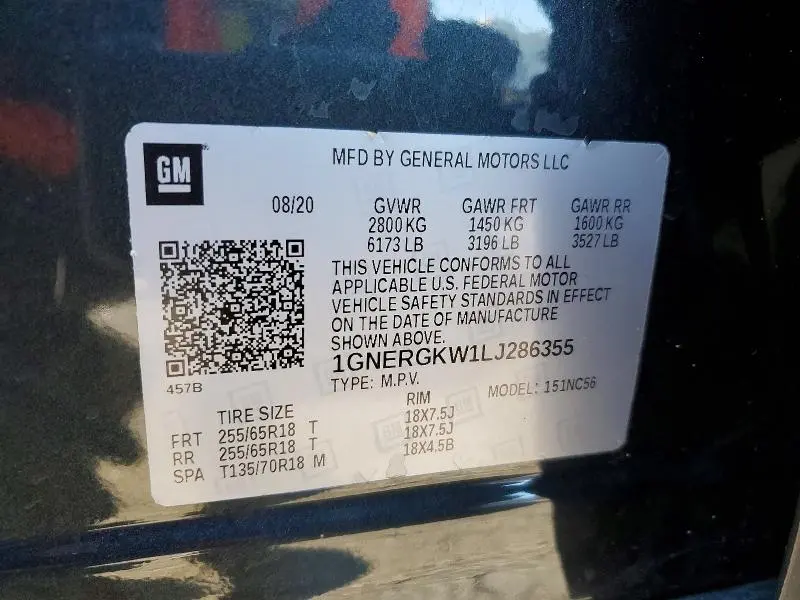 GM
MFD BY GENERAL MOTORS LLC
08/20 GVWR GAWR FRT GAWR RR
2800 KG 1450 KG 1600 KG
6173 LB 3196 LB 3527 LB
THIS VEHICLE CONFORMS TO ALL
APPLICABLE U.S. FEDERAL MOTOR
VEHICLE SAFETY STANDARDS IN EFFECT
ON THE DATE OF MANUFACTURE
SHOWN ABOVE.
1GNERGKW1LJ286355
457B
TYPE: M.P.V. MODEL: 151NC56
TIRE SIZE RIM
FRT 255/65R18 T 18X7.5J
RR 255/65R18 T 18X7.5J
SPA T135/70R18 M 18X4.5B